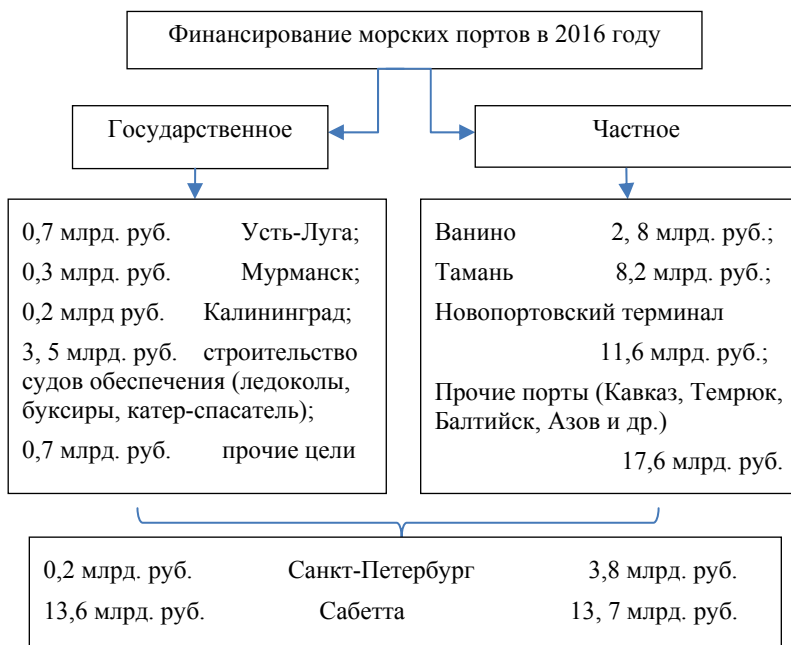 Финансирование морских портов в 2016 году
Государственное
Частное
0,7 млрд. руб. Усть-Луга;
0,3 млрд. руб. Мурманск;
0,2 млрд руб. Калининград;
3, 5 млрд. руб. строительство
судов обеспечения (ледоколы,
буксиры, катер-спасатель);
0,7 млрд. руб. прочие цели
Ванино 2, 8 млрд. руб.;
Тамань 8,2 млрд. руб.;
Новопортовский терминал
11,6 млрд. руб.;
Прочие порты (Кавказ, Темрюк,
Балтийск, Азов и др.)
17,6 млрд. руб.
0,2 млрд. руб. Санкт-Петербург 3,8 млрд. руб.
13,6 млрд. руб. Сабетта 13, 7 млрд. руб.